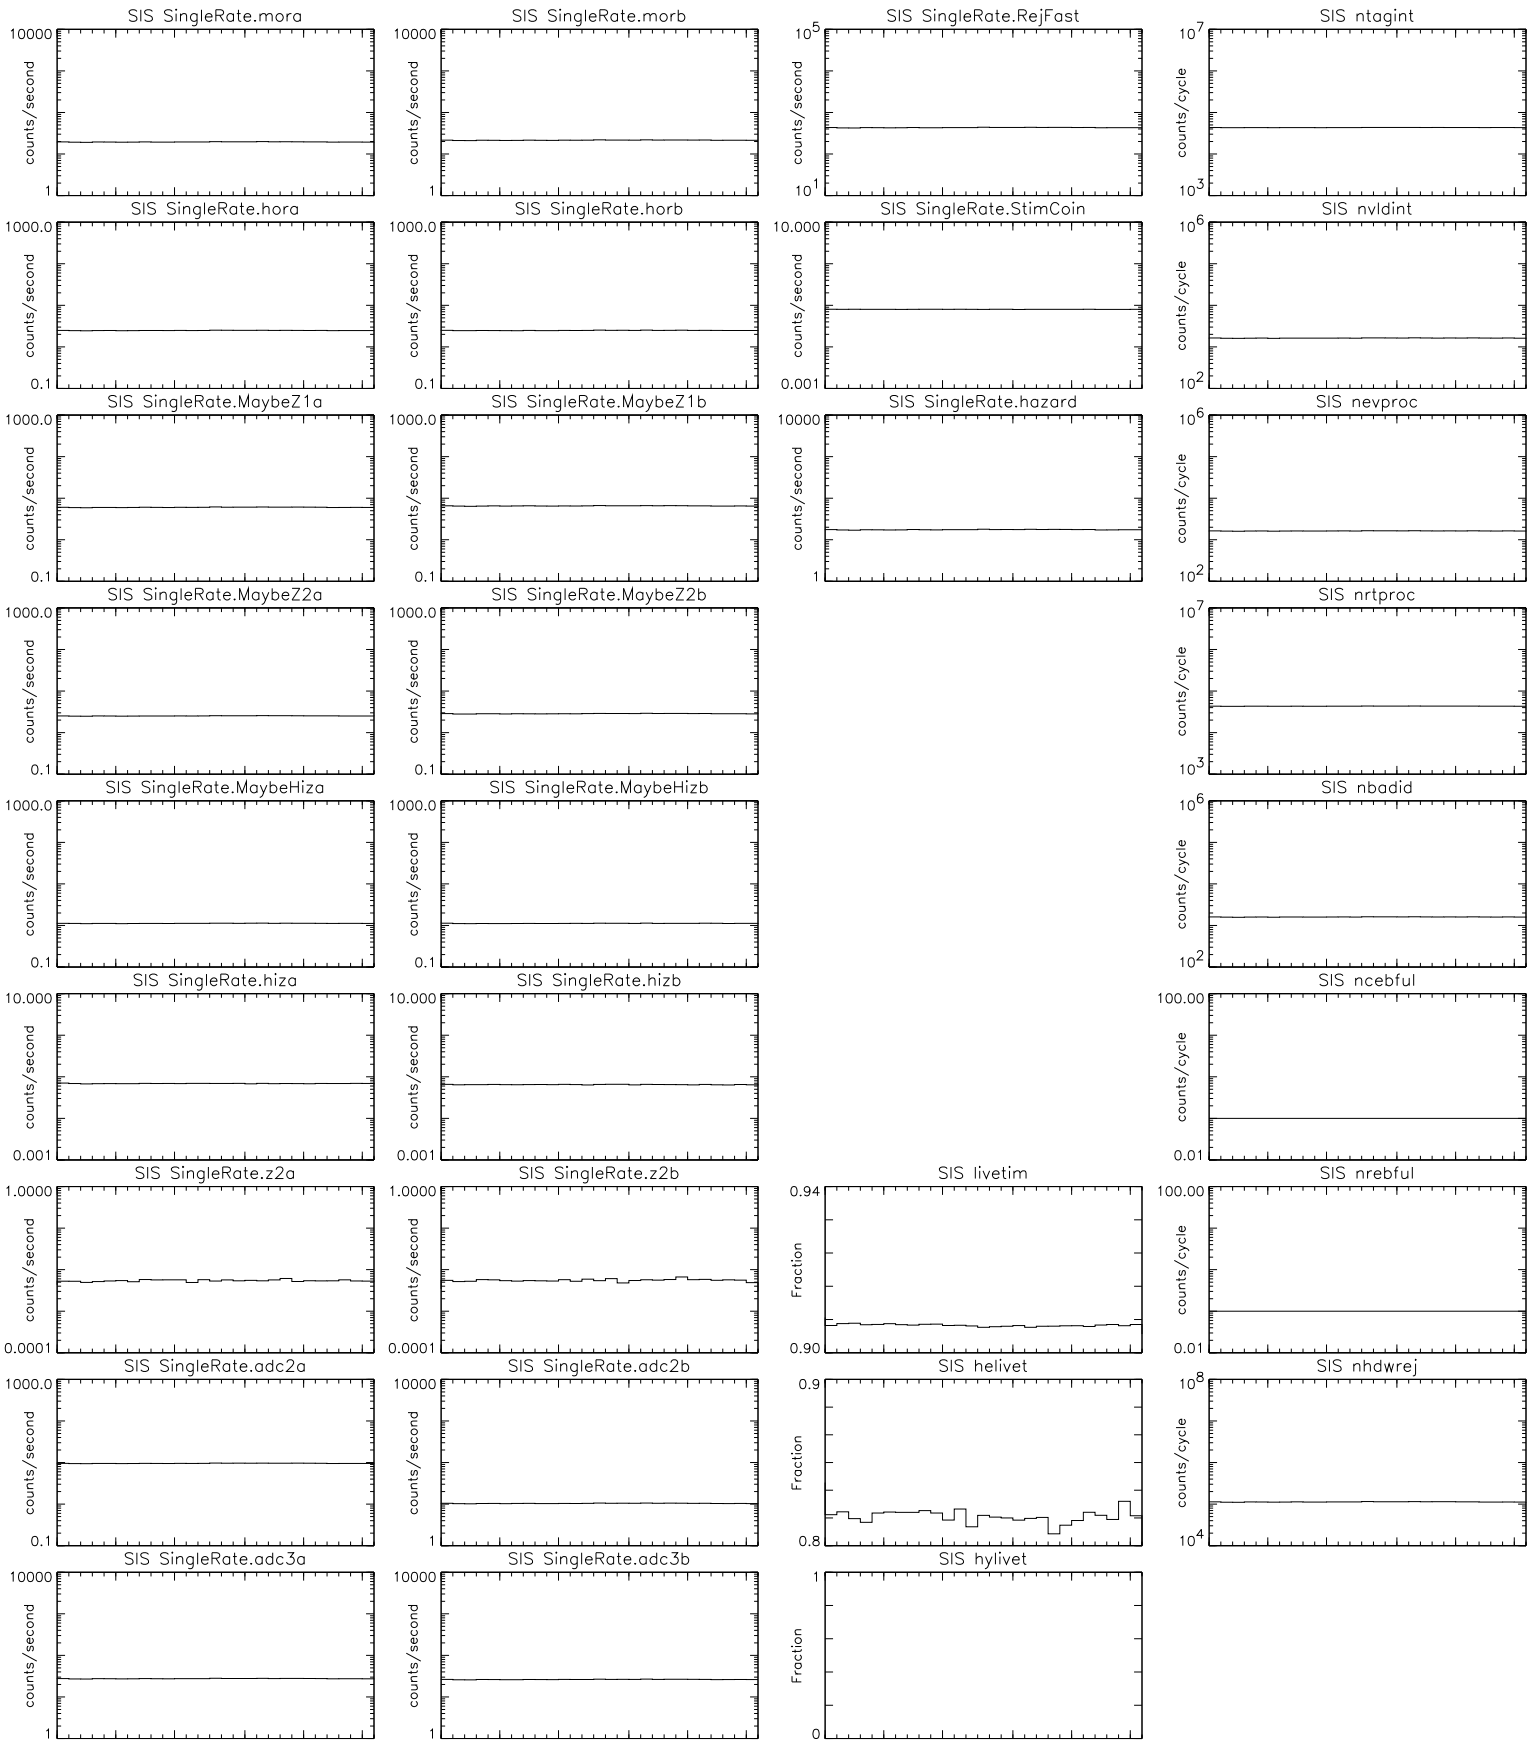 SIS SingleRate.mora
10000
counts/second
1
SIS SingleRate.morb
10000
counts/second
1
SIS SingleRate.RejFast
10^5
counts/second
10^1
SIS ntagint
10^7
counts/cycle
10^3
SIS SingleRate.hora
1000.0
counts/second
0.1
SIS SingleRate.horb
1000.0
counts/second
0.1
SIS SingleRate.StimCoin
10.000
counts/second
0.001
SIS nvldint
10^6
counts/cycle
10^2
SIS SingleRate.MaybeZ1a
1000.0
counts/second
0.1
SIS SingleRate.MaybeZ1b
1000.0
counts/second
0.1
SIS SingleRate.hazard
10000
counts/second
1
SIS nevproc
10^6
counts/cycle
10^2
SIS SingleRate.MaybeZ2a
1000.0
counts/second
0.1
SIS SingleRate.MaybeZ2b
1000.0
counts/second
0.1
SIS nrtproc
10^7
counts/cycle
10^3
SIS SingleRate.MaybeHiza
1000.0
counts/second
0.1
SIS SingleRate.MaybeHizb
1000.0
counts/second
0.1
SIS nbadid
10^6
counts/cycle
10^2
SIS SingleRate.hiza
10.000
counts/second
0.001
SIS SingleRate.hizb
10.000
counts/second
0.001
SIS ncebful
100.00
counts/cycle
0.01
SIS SingleRate.z2a
1.0000
counts/second
0.0001
SIS SingleRate.z2b
1.0000
counts/second
0.0001
SIS livetim
0.94
Fraction
0.90
SIS nrebful
100.00
counts/cycle
0.01
SIS SingleRate.adc2a
1000.0
counts/second
0.1
SIS SingleRate.adc2b
10000
counts/second
1
SIS helivet
0.9
Fraction
0.8
SIS nhdwrej
10^8
counts/cycle
10^4
SIS SingleRate.adc3a
10000
counts/second
1
SIS SingleRate.adc3b
10000
counts/second
1
SIS hylivet
1
Fraction
0